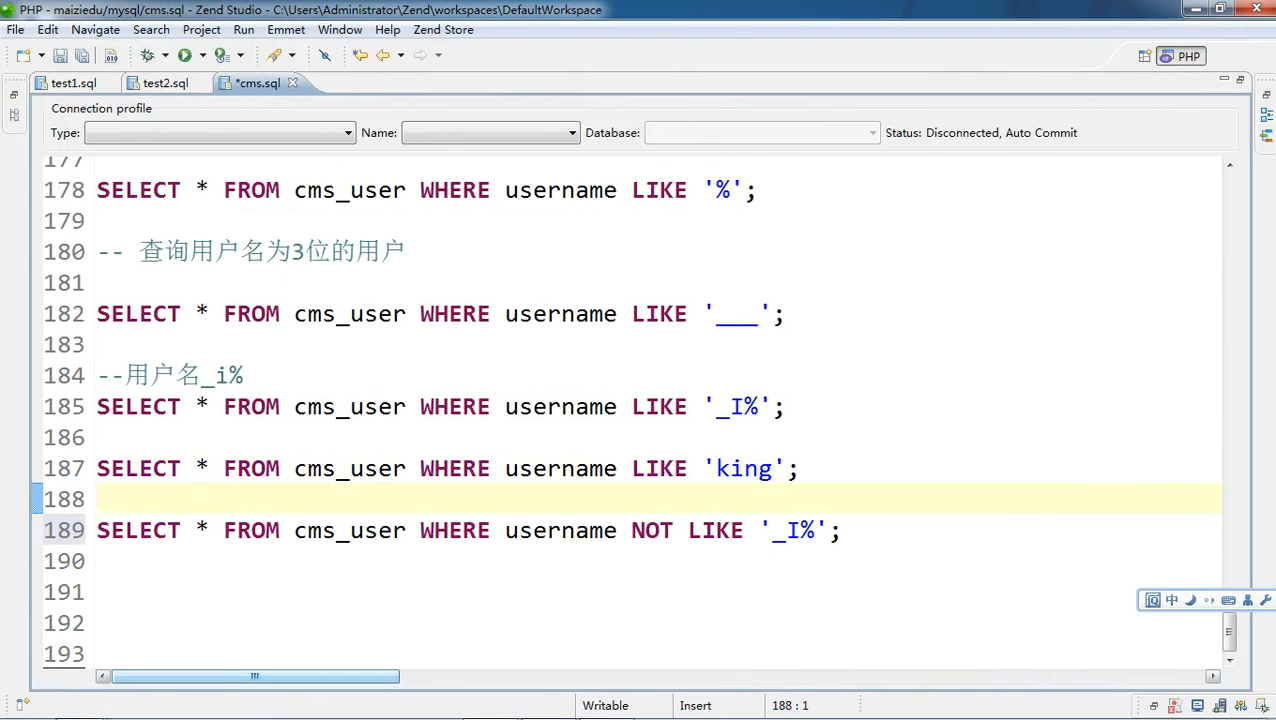 PHP - maiziedu/mysql/cms.sql - Zend Studio - C:\Users\Administrator\Zend\workspaces\DefaultWorkspace
File Edit Navigate Search Project Run Emmet Window Help Zend Store
PHP
test1.sql test2.sql *cms.sql
Connection profile
Type: Name: Database: Status: Disconnected, Auto Commit
177
178 SELECT * FROM cms_user WHERE username LIKE '%';
179
180 -- 查询用户名为3位的用户
181
182 SELECT * FROM cms_user WHERE username LIKE '___';
183
184 --用户名_i%
185 SELECT * FROM cms_user WHERE username LIKE '_I%';
186
187 SELECT * FROM cms_user WHERE username LIKE 'king';
188
189 SELECT * FROM cms_user WHERE username NOT LIKE '_I%';
190
191
192
193
中
Writable Insert 188 : 1